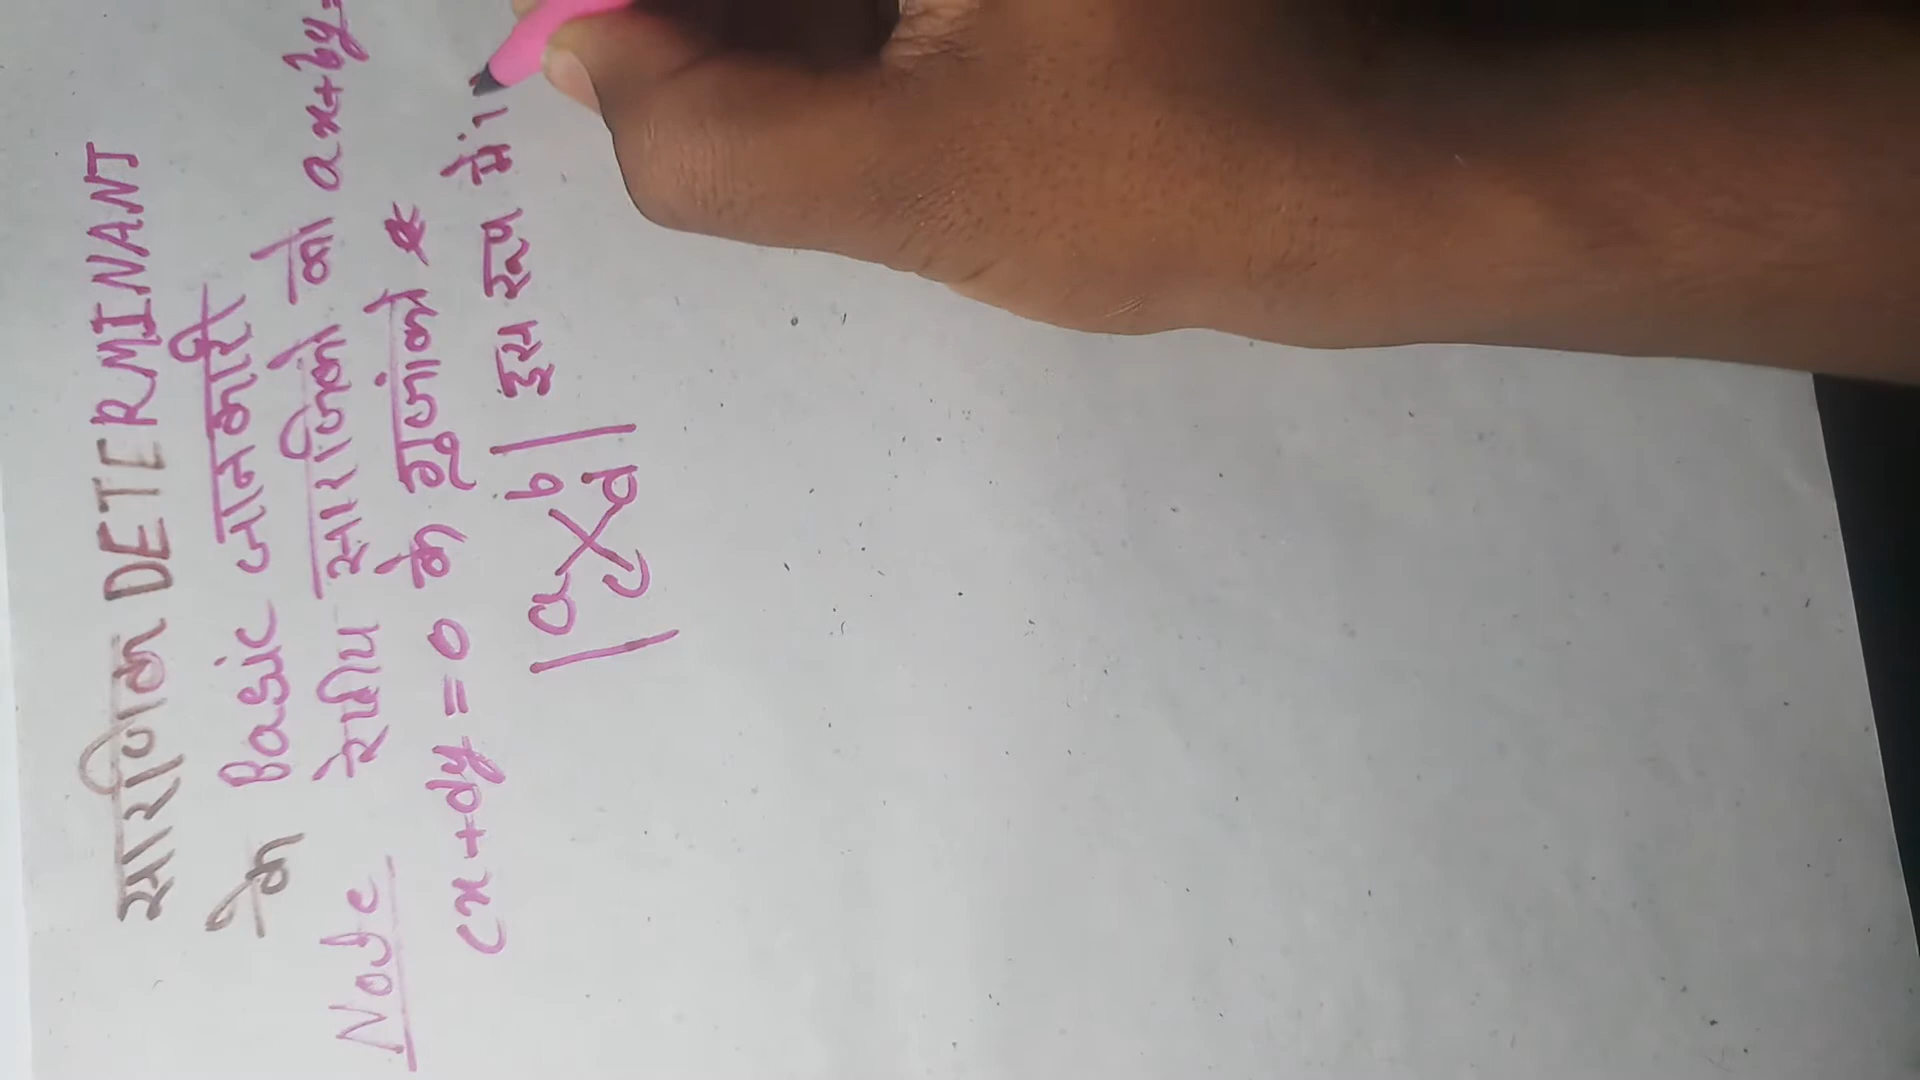 सारणिक DETERMINANT
के Basic जानकारी
Note रेखीय सारणिको को ax+by=
cx+dy=0 के गुणांको
|a b| इस रूप में
|c d|